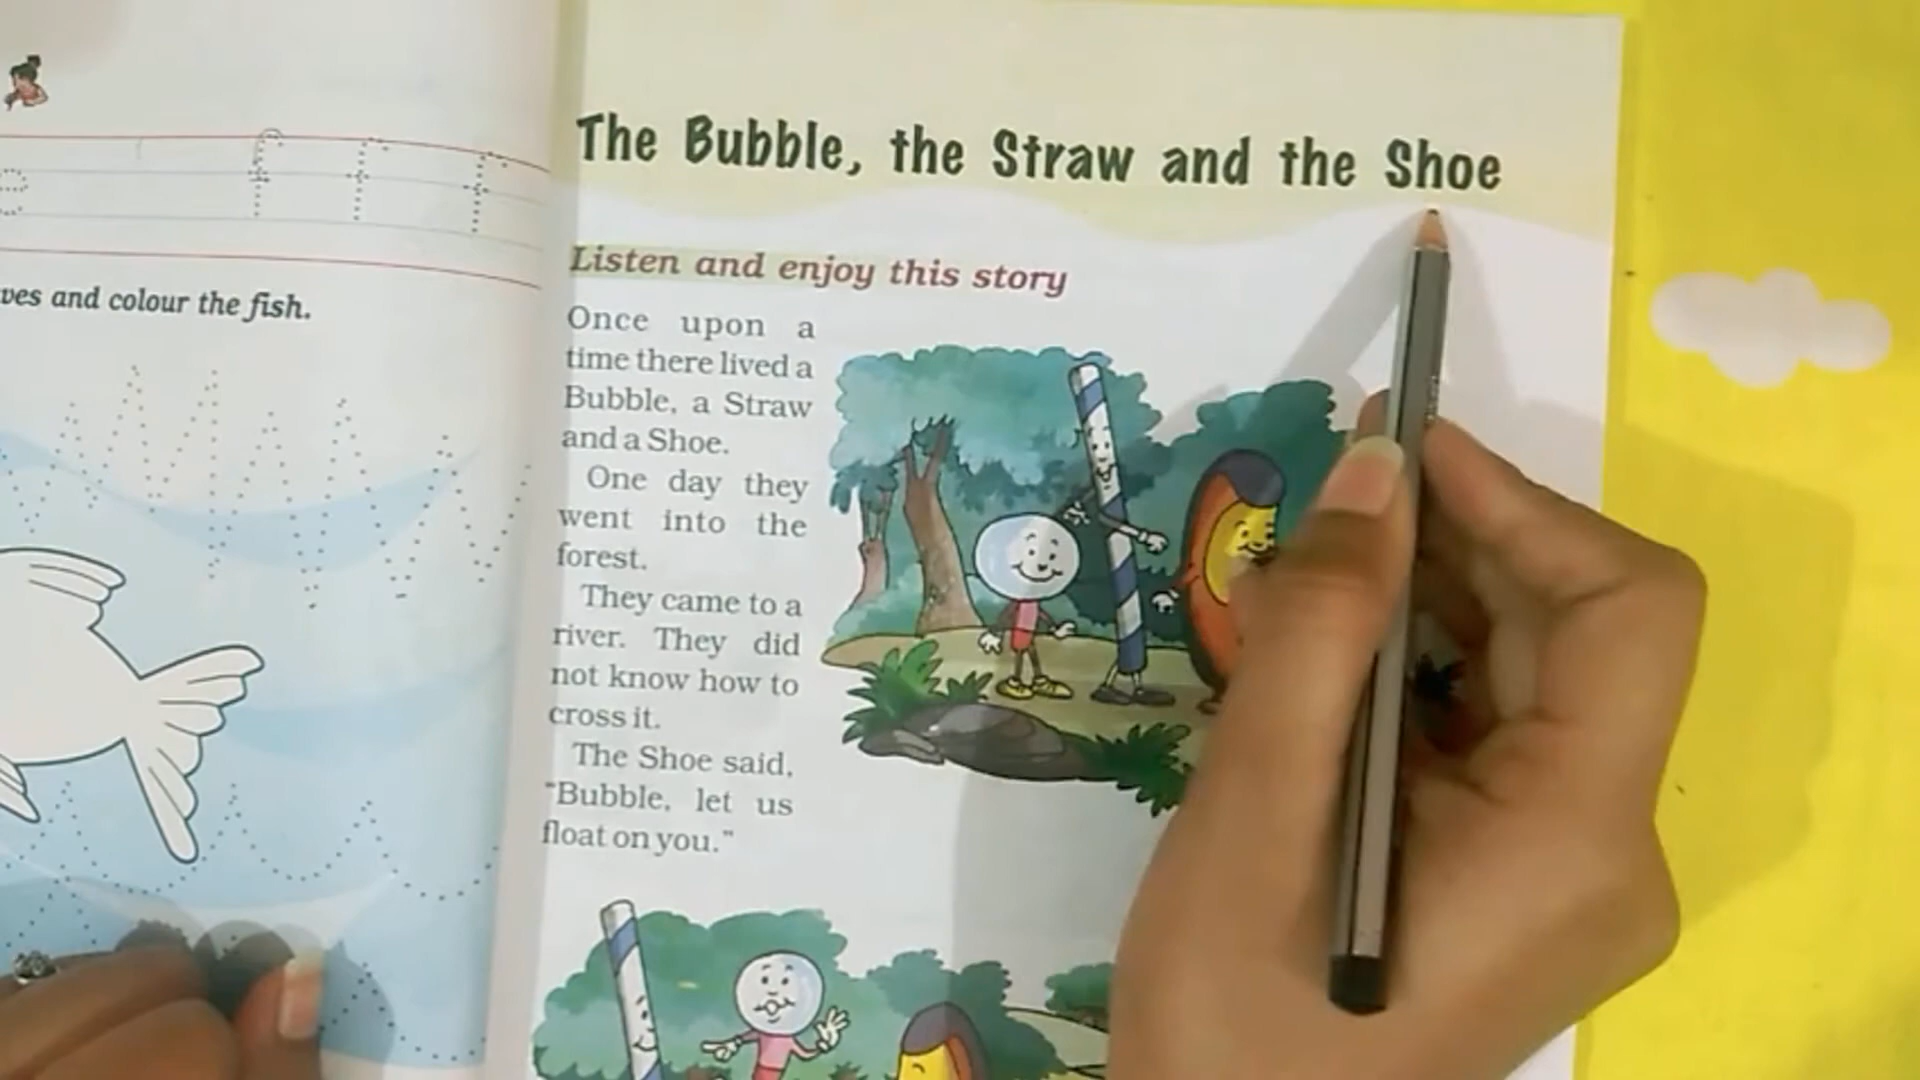 e f f f
ves and colour the fish.
The Bubble, the Straw and the Shoe
Listen and enjoy this story
Once upon a
time there lived a
Bubble, a Straw
and a Shoe.
One day they
went into the
forest.
They came to a
river. They did
not know how to
cross it.
The Shoe said,
"Bubble, let us
float on you."